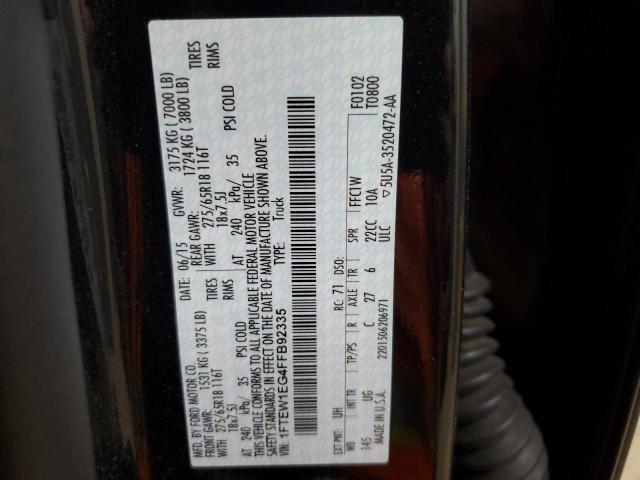 MFD. BY FORD MOTOR CO.
DATE: 06/15 GVWR: 3175 KG ( 7000 LB)
FRONT GAWR: 1531 KG (3375 LB) REAR GAWR: 1724 KG ( 3800 LB)
275/65R18 116T TIRES WITH 275/65R18 116T TIRES
18x7.5J RIMS 18x7.5J RIMS
AT 240 kPa/ 35 PSI COLD AT 240 kPa/ 35 PSI COLD
THIS VEHICLE CONFORMS TO ALL APPLICABLE FEDERAL MOTOR VEHICLE
SAFETY STANDARDS IN EFFECT ON THE DATE OF MANUFACTURE SHOWN ABOVE.
VIN: 1FTEW1EG4FFB92335 TYPE: Truck
F0102
T0800
EXT PNT: UH RC: 71 DSO:
WB INT TR TP/PS R AXLE TR SPR FFC1W
145 UG C 27 6 22CC 10A
ULC
MADE IN U.S.A. 2201506206971 ▽5U5A-3520472-AA